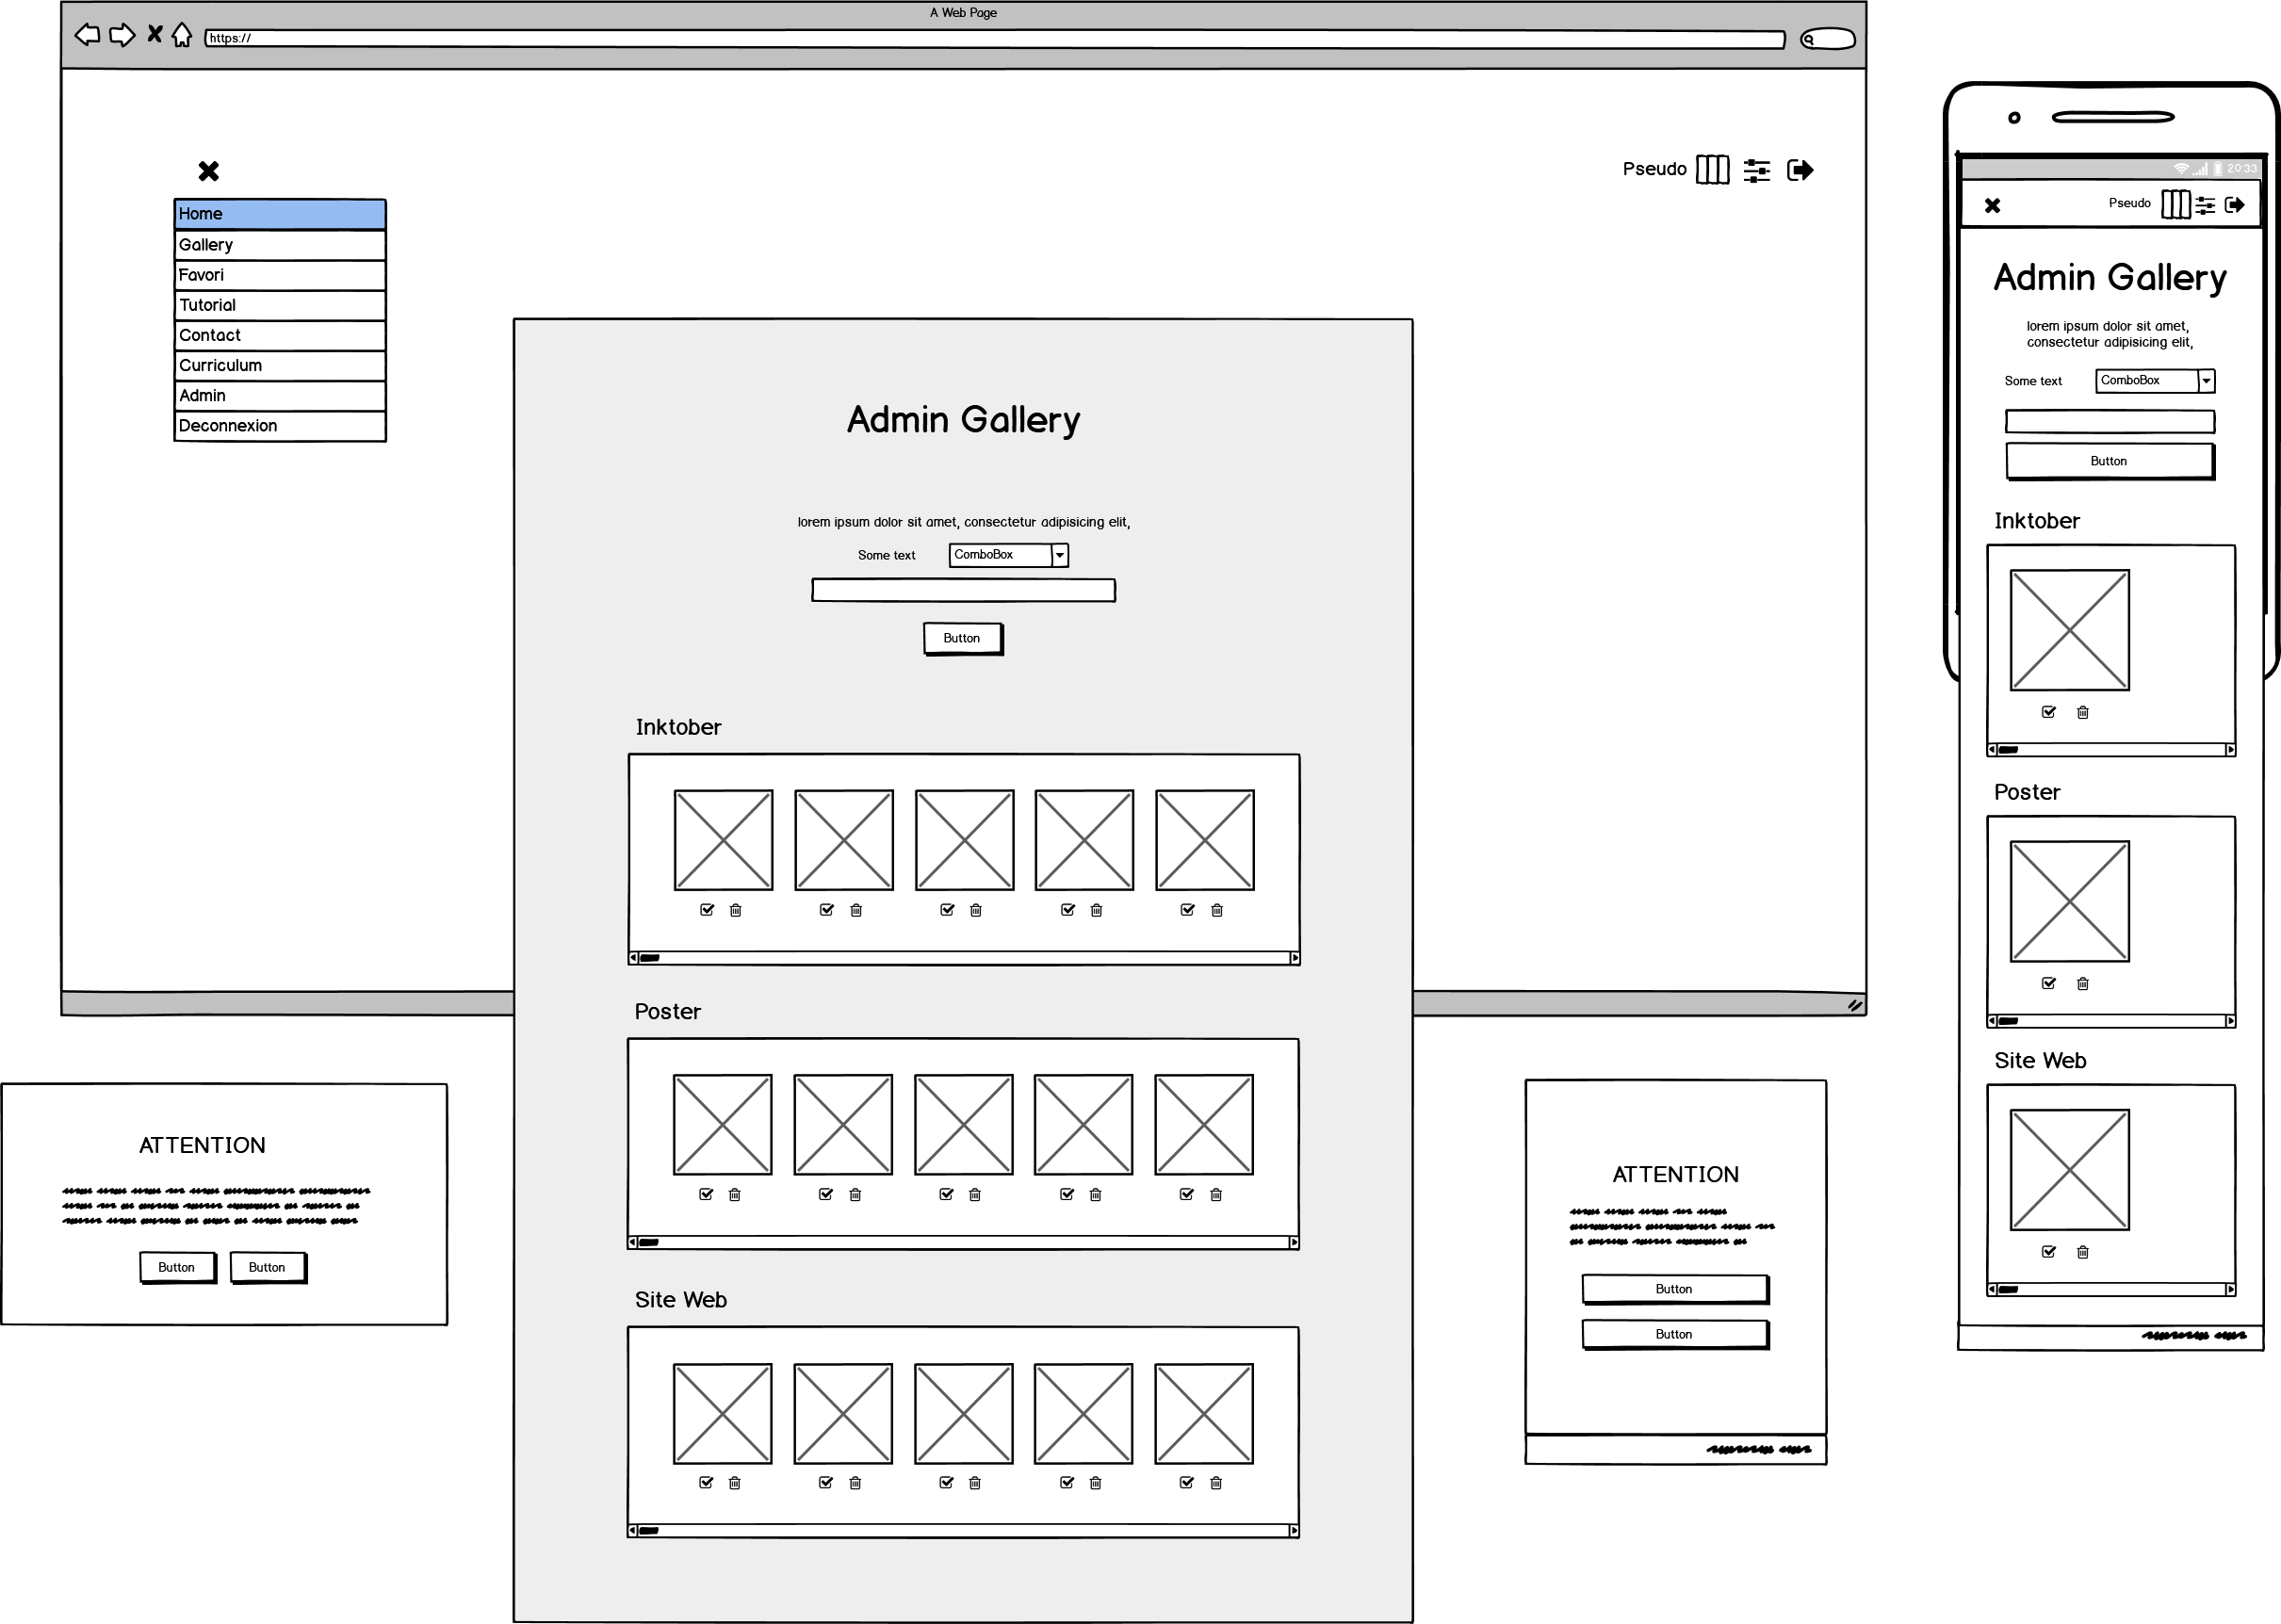 A Web Page
https://
Pseudo
Home
Gallery
Favori
Tutorial
Contact
Curriculum
Admin
Deconnexion
Admin Gallery
lorem ipsum dolor sit amet, consectetur adipisicing elit,
Some text
ComboBox
Button
Inktober
Poster
Site Web
ATTENTION
Button
Button
ATTENTION
Button
Button
20:33
Pseudo
Admin Gallery
lorem ipsum dolor sit amet,
consectetur adipisicing elit,
Some text
ComboBox
Button
Inktober
Poster
Site Web